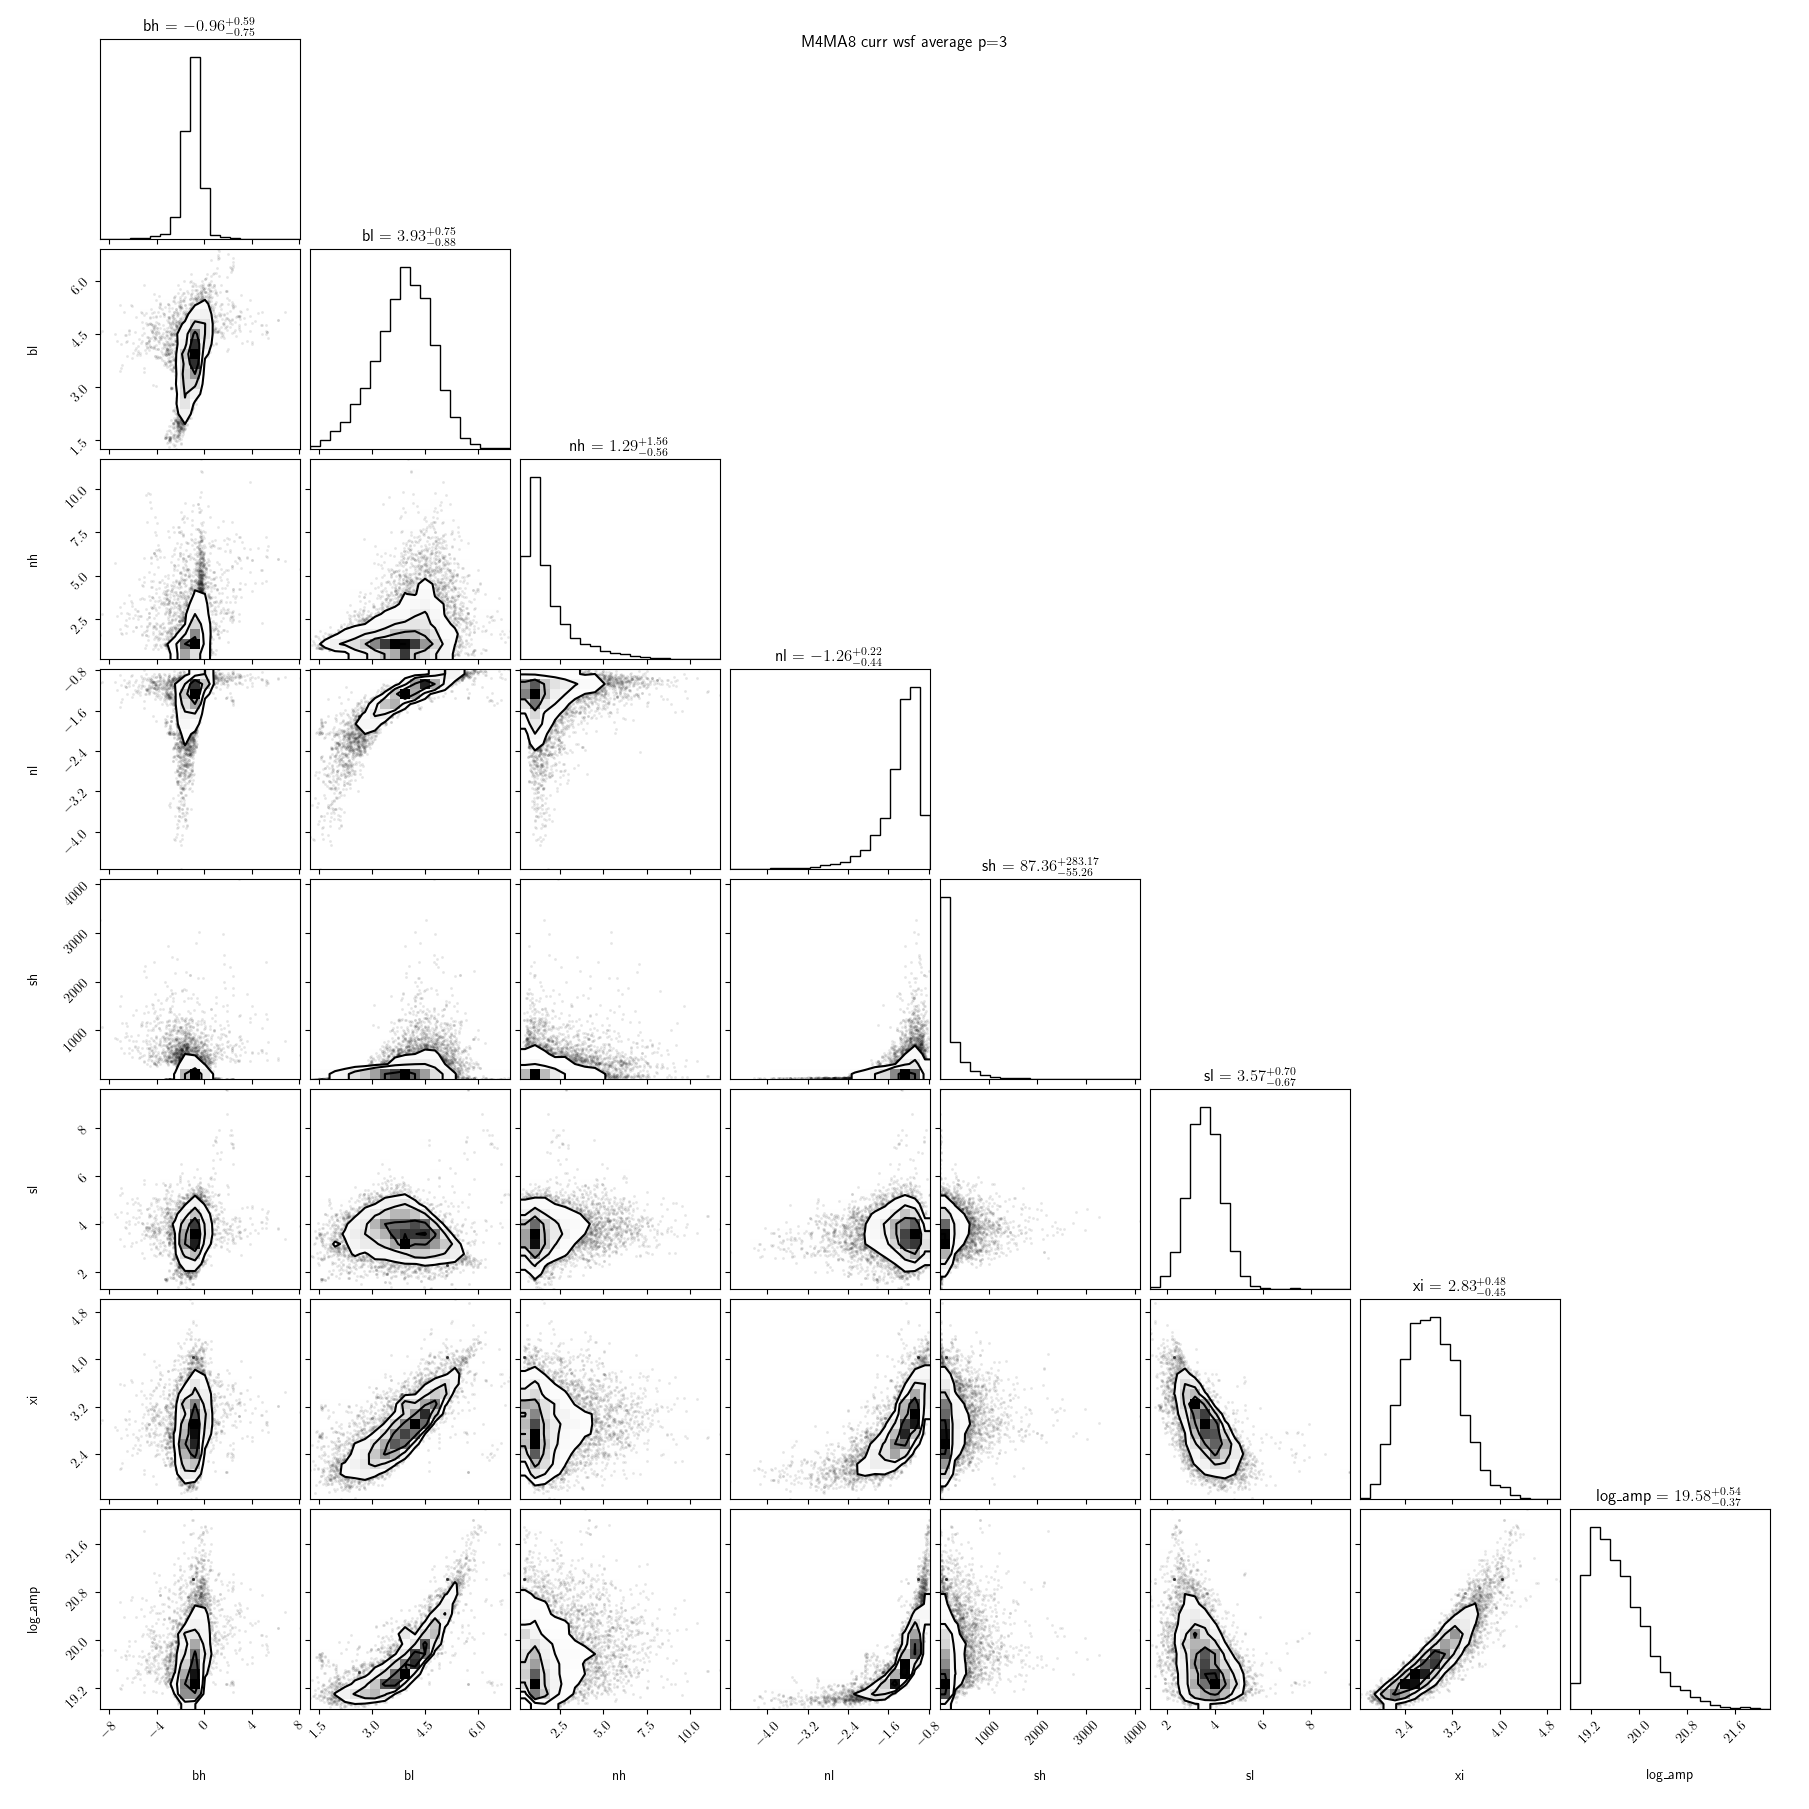 M4MA8 curr wsf average p=3
bh = −0.96+0.59 −0.75
bl = 3.93+0.75 −0.88
6.0
4.5
3.0
1.5
bl
nh = 1.29+1.56 −0.56
10.0
7.5
5.0
2.5
nh
nl = −1.26+0.22 −0.44
−0.8
−1.6
−2.4
−3.2
−4.0
nl
sh = 87.36+283.17 −55.26
4000
3000
2000
1000
sh
sl = 3.57+0.70 −0.67
8
6
4
2
sl
xi = 2.83+0.48 −0.45
4.8
4.0
3.2
2.4
xi
log_amp = 19.58+0.54 −0.37
21.6
20.8
20.0
19.2
log_amp
−8 −4 0 4 8 1.5 3.0 4.5 6.0 2.5 5.0 7.5 10.0 −4.0 −3.2 −2.4 −1.6 −0.8 1000 2000 3000 4000 2 4 6 8 2.4 3.2 4.0 4.8 19.2 20.0 20.8 21.6
bh bl nh nl sh sl xi log_amp